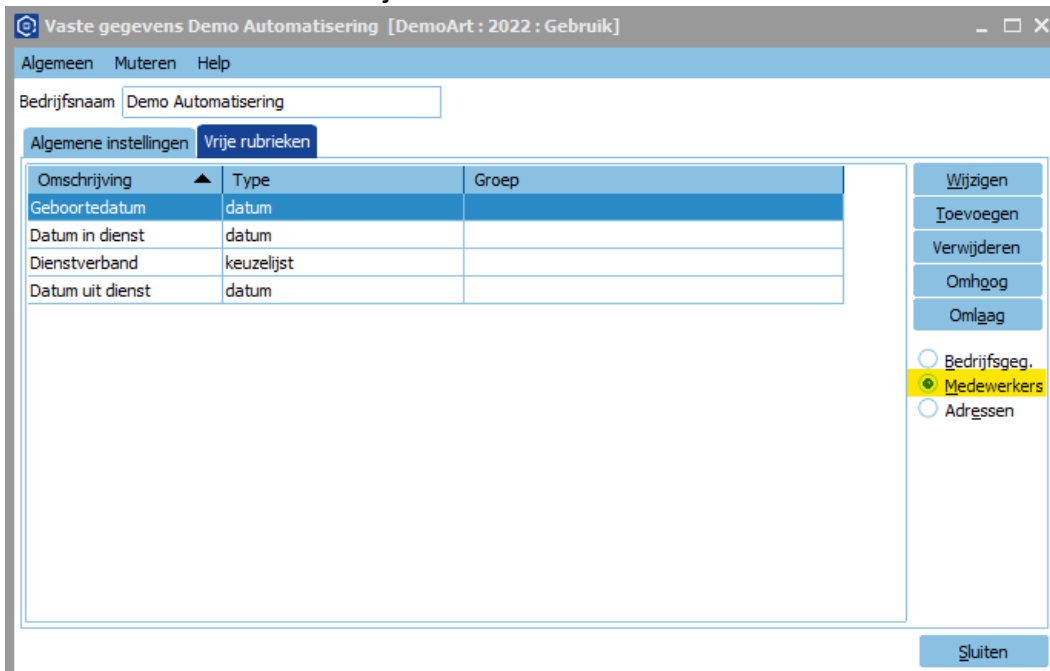 Vaste gegevens Demo Automatisering [DemoArt : 2022 : Gebruik]
Algemeen Muteren Help
Bedrijfsnaam Demo Automatisering
Algemene instellingen Vrije rubrieken
Omschrijving Type Groep
Geboortedatum datum
Datum in dienst datum
Dienstverband keuzelijst
Datum uit dienst datum
Wijzigen
Toevoegen
Verwijderen
Omhoog
Omlaag
Bedrijfsgeg.
Medewerkers
Adressen
Sluiten